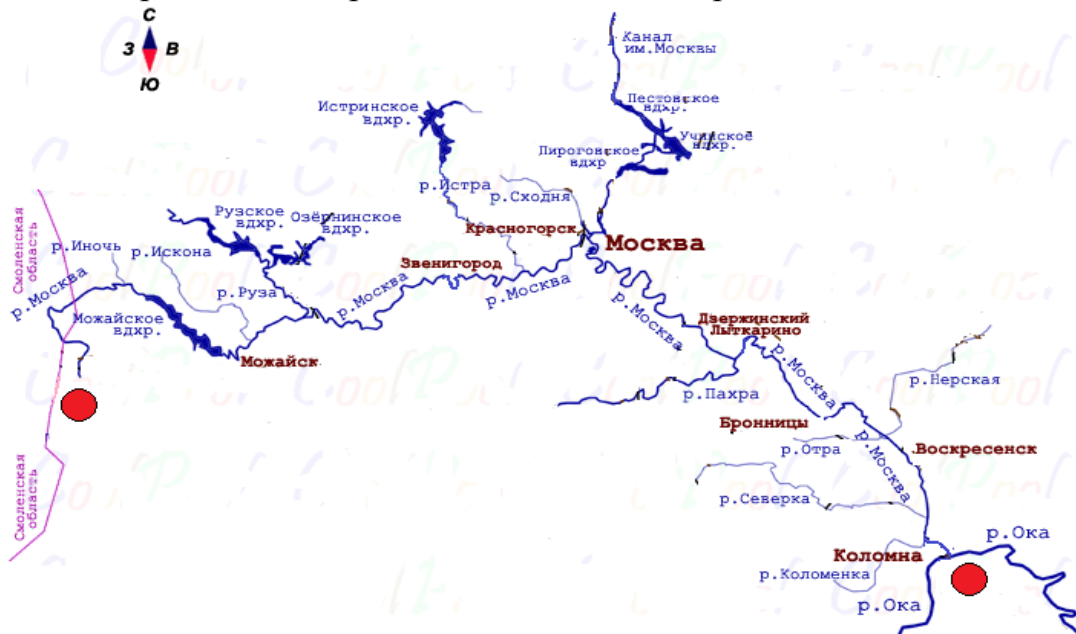 С
З В
Ю
Канал
им.Москвы
Истринское
вдхр.
Пестовское
вдхр.
Учинское
вдхр.
Пироговское
вдхр
р.Истра
р.Сходня
Красногорск
Москва
Рузское
вдхр.
Озёрнинское
вдхр.
Смоленская
область
р.Иночь
р.Искона
Звенигород
р.Москва
р.Руза
р.Москва
р.Москва
Можайское
вдхр.
Можайск
р.Москва
Дзержинский
Лыткарино
р.Москва
р.Нерская
р.Пахра
Бронницы
р.Отра
р.Москва
Воскресенск
Смоленская
область
р.Северка
р.Ока
Коломна
р.Коломенка
р.Ока